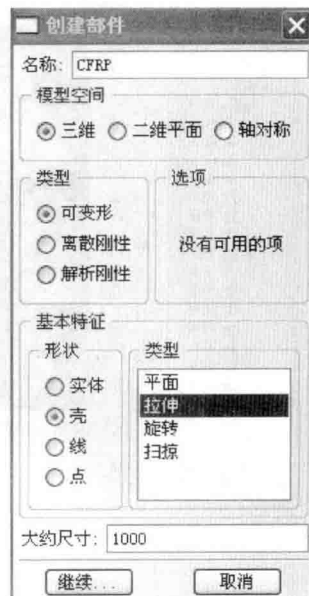 创建部件
名称: CFRP
模型空间
三维 二维平面 轴对称
类型
选项
可变形
离散刚性
解析刚性
没有可用的项
基本特征
形状
类型
实体
壳
线
点
平面
拉伸
旋转
扫掠
大约尺寸: 1000
继续... 取消